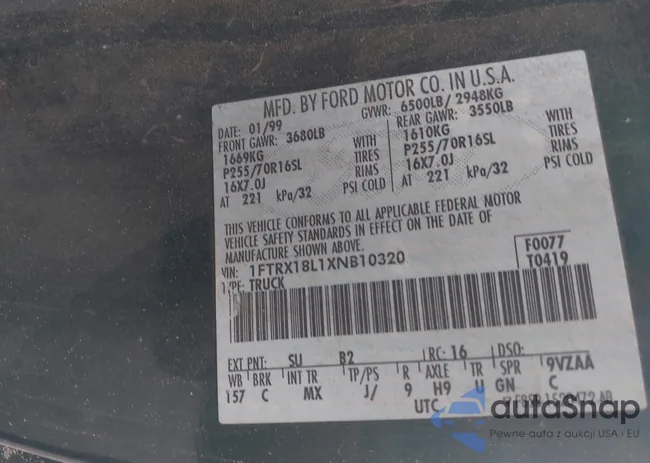 MFD. BY FORD MOTOR CO. IN U.S.A.
DATE: 01/99 GVWR: 6500LB/ 2948KG
FRONT GAWR: 3680LB REAR GAWR: 3550LB
1669KG WITH 1610KG WITH
P255/70R16SL TIRES P255/70R16SL TIRES
16X7.0J RIMS 16X7.0J RIMS
AT 221 kPa/32 PSI COLD AT 221 kPa/32 PSI COLD
THIS VEHICLE CONFORMS TO ALL APPLICABLE FEDERAL MOTOR
VEHICLE SAFETY STANDARDS IN EFFECT ON THE DATE OF
MANUFACTURE SHOWN ABOVE.
VIN: 1FTRX18L1XNB10320 F0077
TYPE: TRUCK T0419
EXT PNT: SU B2 RC: 16 DSO:
WB BRK INT TR TP/PS R AXLE TR SPR 9VZAA
157 C MX J/ 9 H9 U GN C
UTC
autoSnap
Pewne auta z aukcji USA i EU